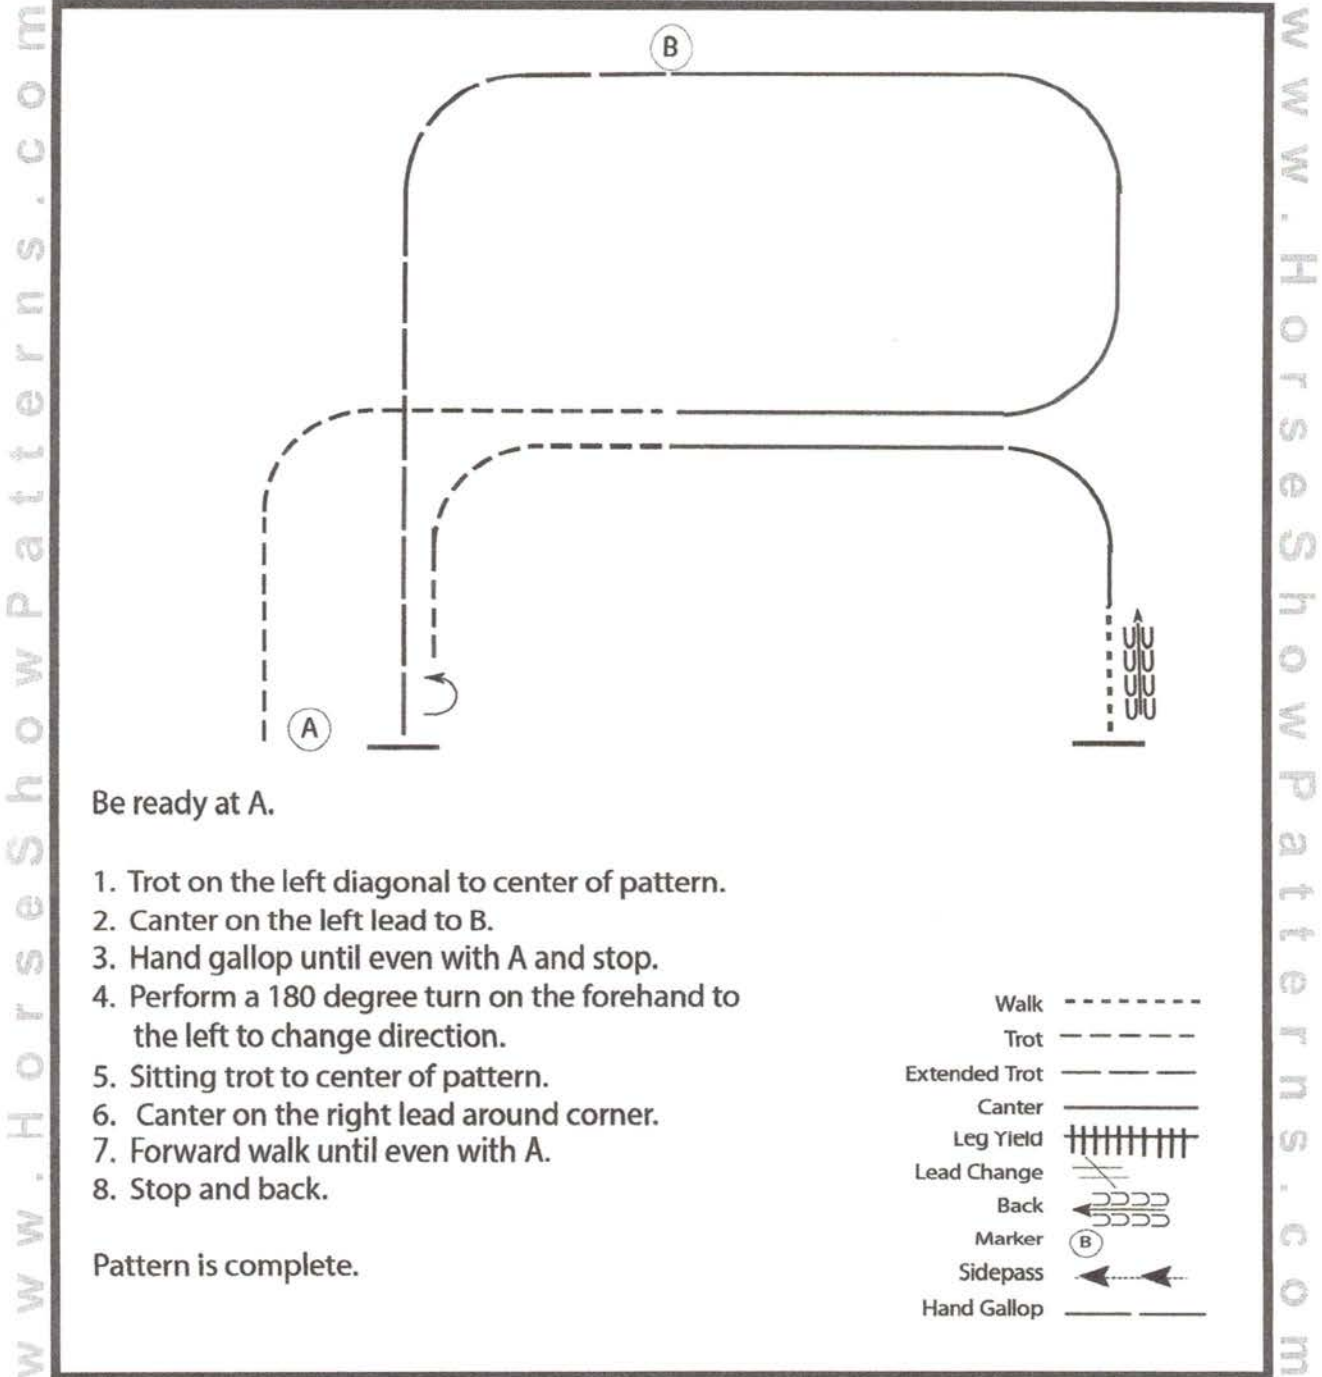 www.HorseShowPatterns.com
B
A
Be ready at A.
1. Trot on the left diagonal to center of pattern.
2. Canter on the left lead to B.
3. Hand gallop until even with A and stop.
4. Perform a 180 degree turn on the forehand to
the left to change direction.
5. Sitting trot to center of pattern.
6. Canter on the right lead around corner.
7. Forward walk until even with A.
8. Stop and back.
Pattern is complete.
Walk
Trot
Extended Trot
Canter
Leg Yield
Lead Change
Back
Marker B
Sidepass
Hand Gallop
www.HorseShowPatterns.com